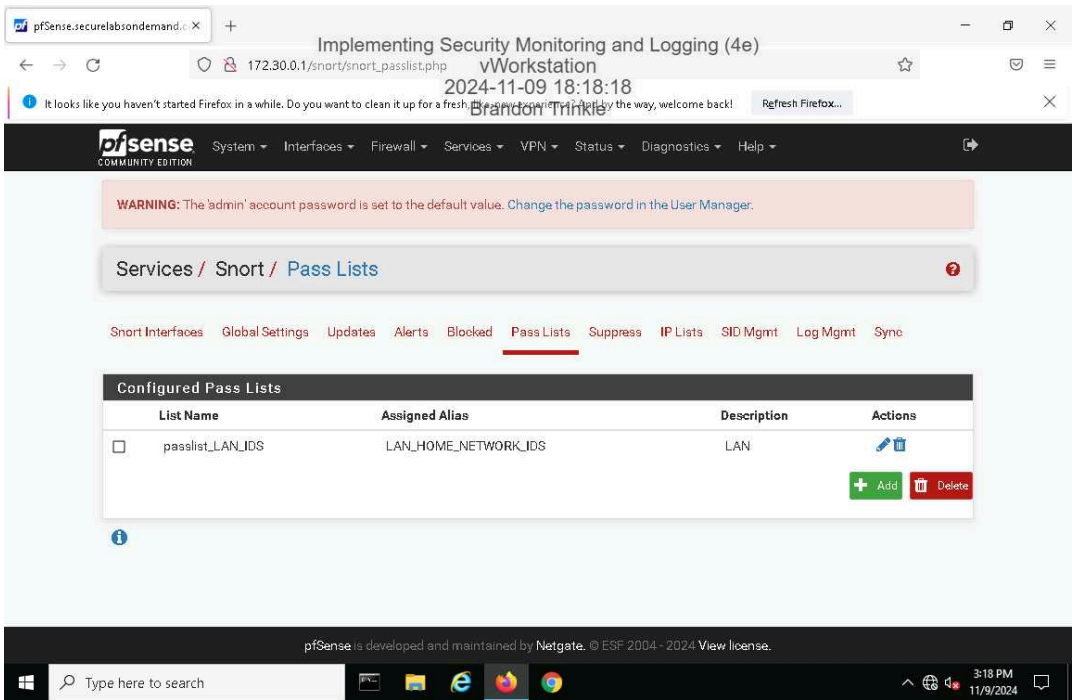 pfSense.securelabsondemand.c
Implementing Security Monitoring and Logging (4e)
172.30.0.1/snort/snort_passlist.php
vWorkstation
2024-11-09 18:18:18
It looks like you haven't started Firefox in a while. Do you want to clean it up for a fresh, like-new experience? And by the way, welcome back!
Refresh Firefox...
Brandon Trinkle
pfsense
COMMUNITY EDITION
System Interfaces Firewall Services VPN Status Diagnostics Help
WARNING: The 'admin' account password is set to the default value. Change the password in the User Manager.
Services / Snort / Pass Lists
Snort Interfaces Global Settings Updates Alerts Blocked Pass Lists Suppress IP Lists SID Mgmt Log Mgmt Sync
Configured Pass Lists
List Name Assigned Alias Description Actions
passlist_LAN_IDS LAN_HOME_NETWORK_IDS LAN
Add Delete
pfSense is developed and maintained by Netgate. © ESF 2004 - 2024 View license.
Type here to search
3:18 PM
11/9/2024